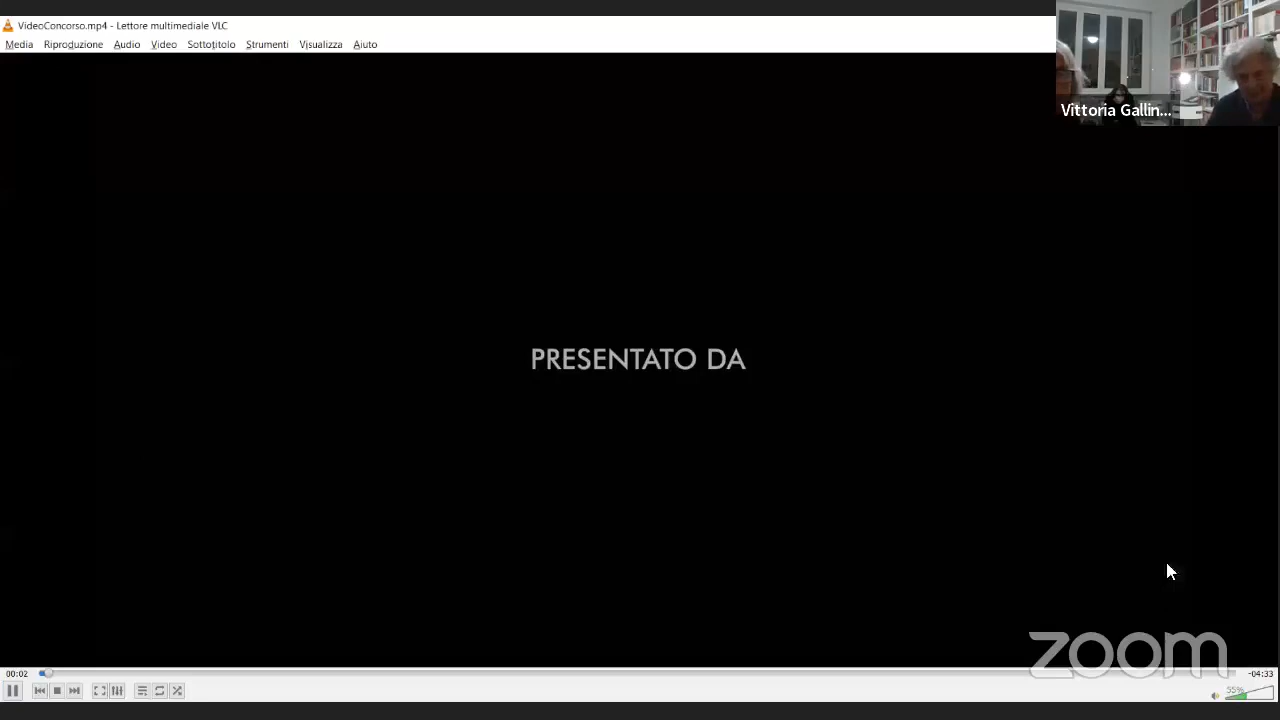 VideoConcorso.mp4 - Lettore multimediale VLC
Media Riproduzione Audio Video Sottotitolo Strumenti Visualizza Aiuto
Vittoria Gallin...
PRESENTATO DA
zoom
00:02
-04:33
55%